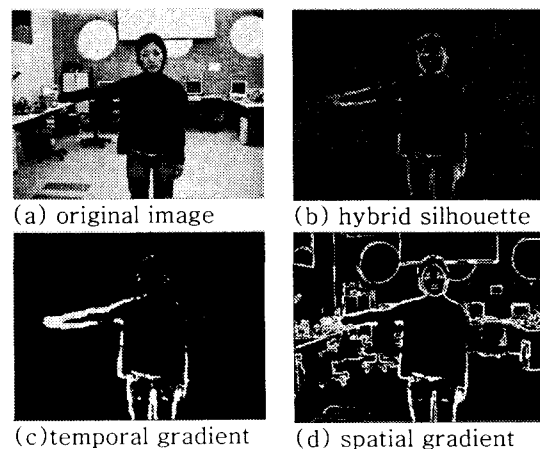 (a) original image
(b) hybrid silhouette
(c)temporal gradient
(d) spatial gradient